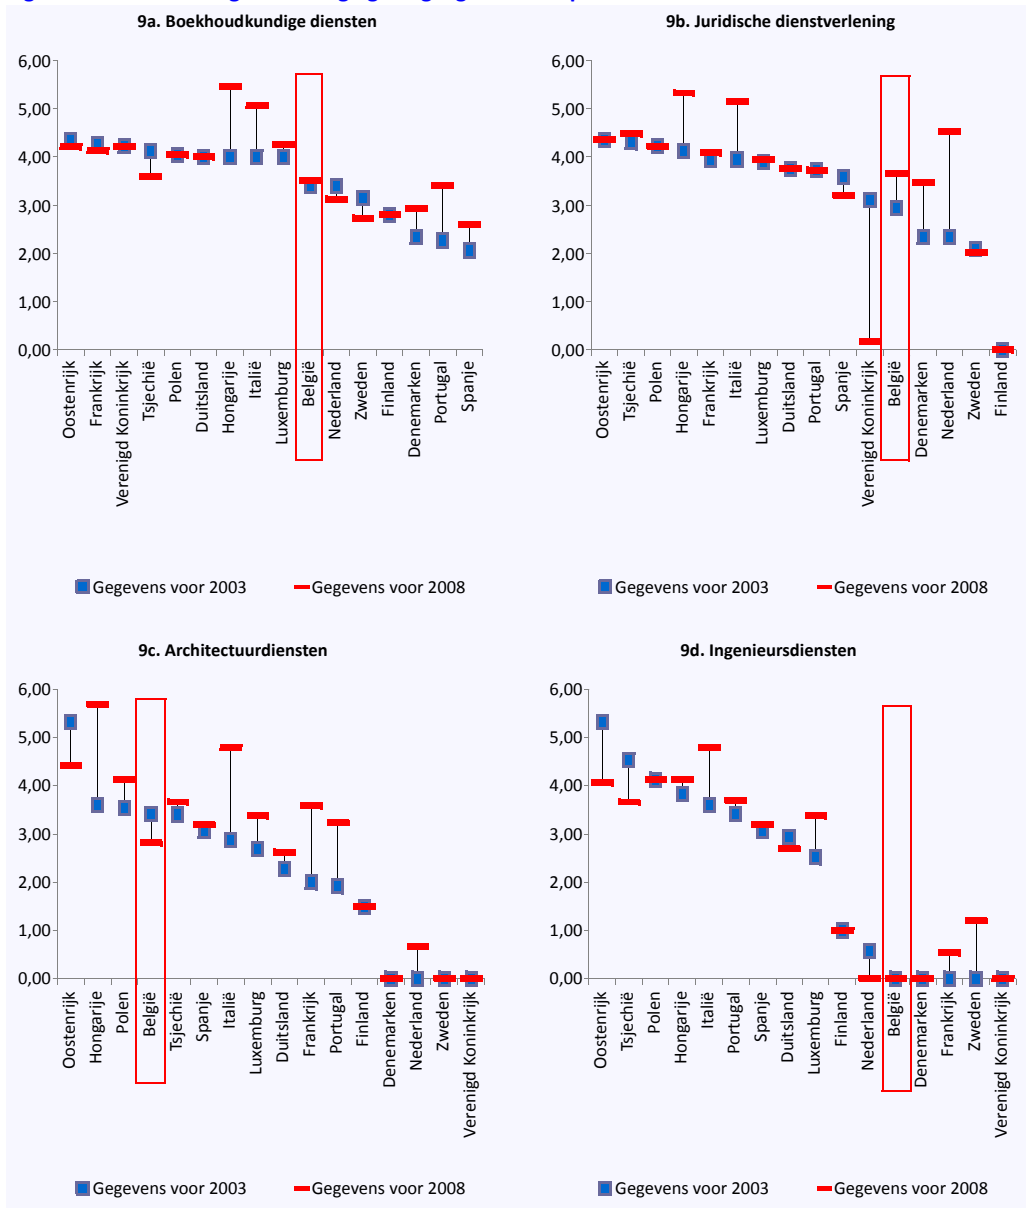 9a. Boekhoudkundige diensten
6,00
5,00
4,00
3,00
2,00
1,00
0,00
Oostenrijk
Frankrijk
Verenigd Koninkrijk
Tsjechië
Polen
Duitsland
Hongarije
Italië
Luxemburg
België
Nederland
Zweden
Finland
Denemarken
Portugal
Spanje
Gegevens voor 2003
Gegevens voor 2008
9b. Juridische dienstverlening
6,00
5,00
4,00
3,00
2,00
1,00
0,00
Oostenrijk
Tsjechië
Polen
Hongarije
Frankrijk
Italië
Luxemburg
Duitsland
Portugal
Spanje
Verenigd Koninkrijk
België
Denemarken
Nederland
Zweden
Finland
Gegevens voor 2003
Gegevens voor 2008
9c. Architectuurdiensten
6,00
5,00
4,00
3,00
2,00
1,00
0,00
Oostenrijk
Hongarije
Polen
België
Tsjechië
Spanje
Italië
Luxemburg
Duitsland
Frankrijk
Portugal
Finland
Denemarken
Nederland
Zweden
Verenigd Koninkrijk
Gegevens voor 2003
Gegevens voor 2008
9d. Ingenieursdiensten
6,00
5,00
4,00
3,00
2,00
1,00
0,00
Oostenrijk
Tsjechië
Polen
Hongarije
Italië
Portugal
Spanje
Duitsland
Luxemburg
Finland
Nederland
België
Denemarken
Frankrijk
Zweden
Verenigd Koninkrijk
Gegevens voor 2003
Gegevens voor 2008